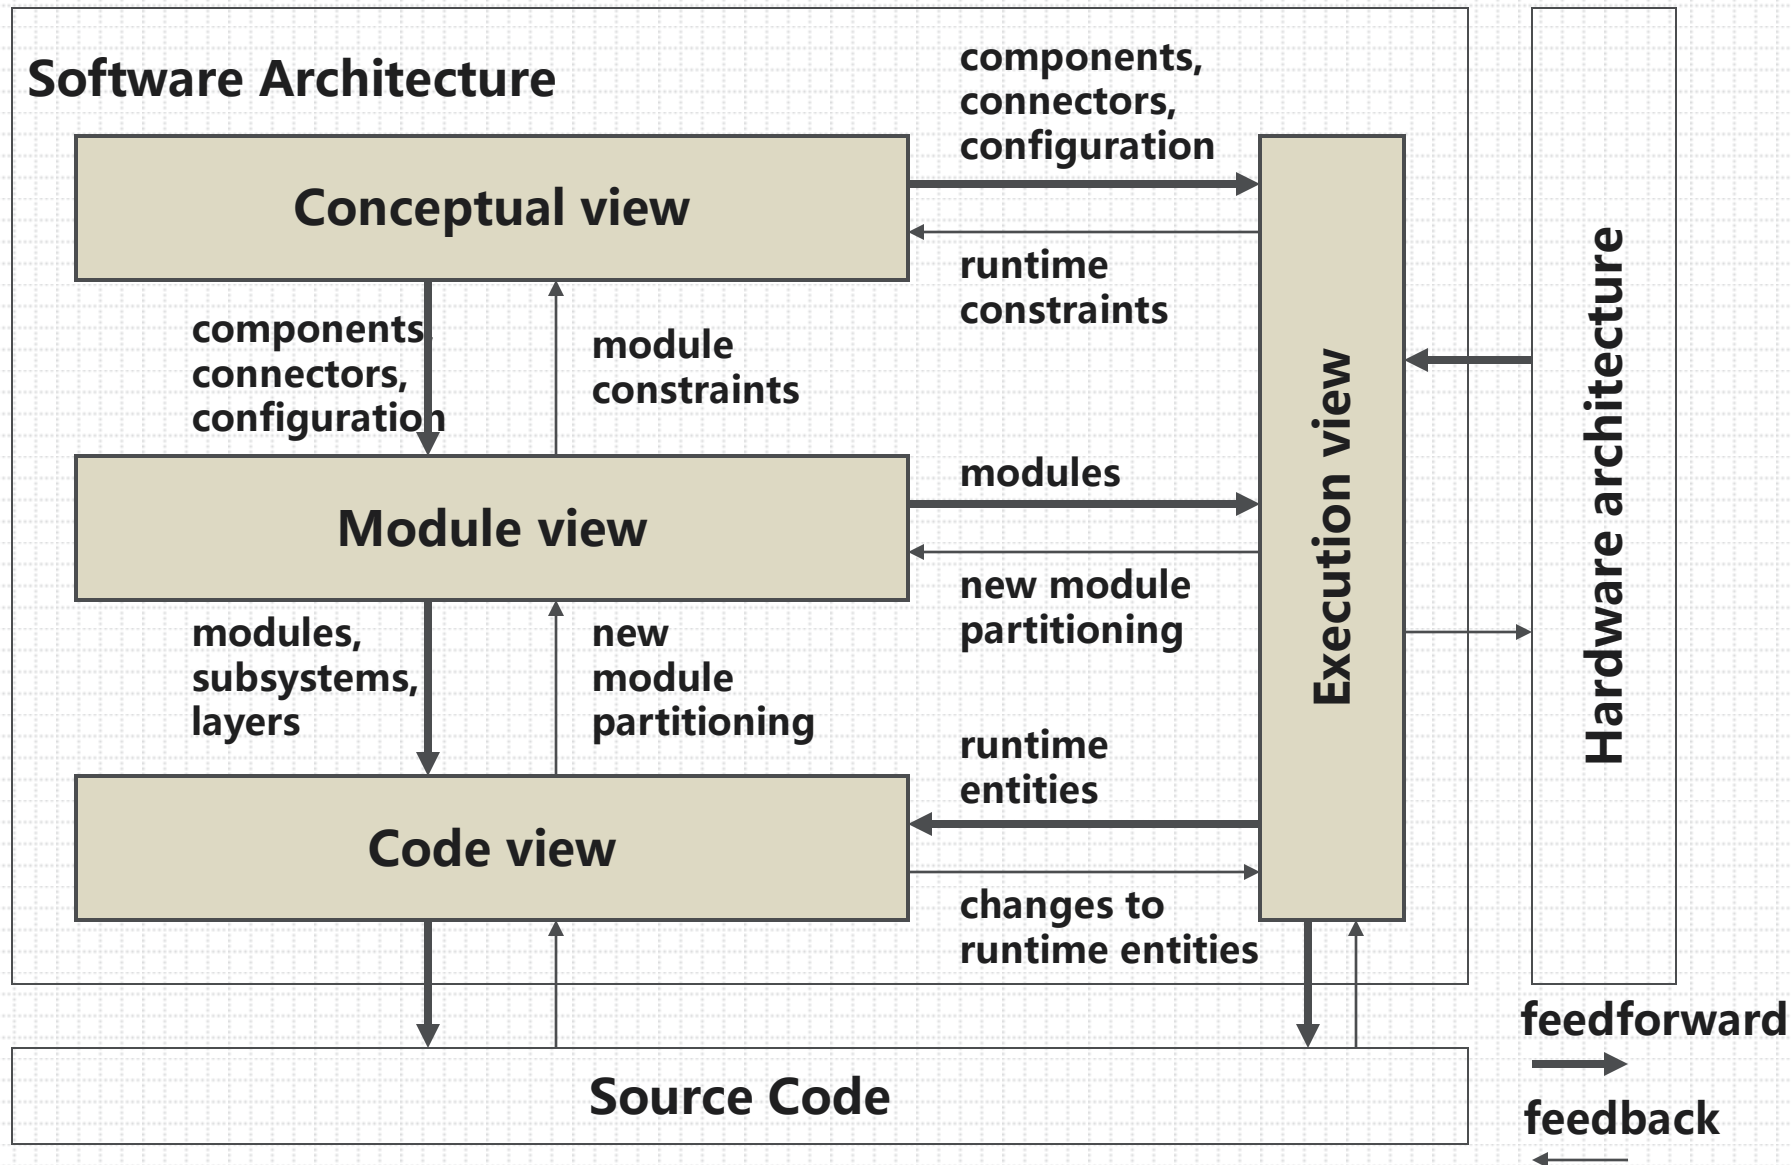 Software Architecture
components,
connectors,
configuration
Conceptual view
runtime
constraints
components,
connectors,
configuration
module
constraints
Module view
modules
new module
partitioning
modules,
subsystems,
layers
new
module
partitioning
runtime
entities
Code view
changes to
runtime entities
Execution view
Hardware architecture
Source Code
feedforward
feedback